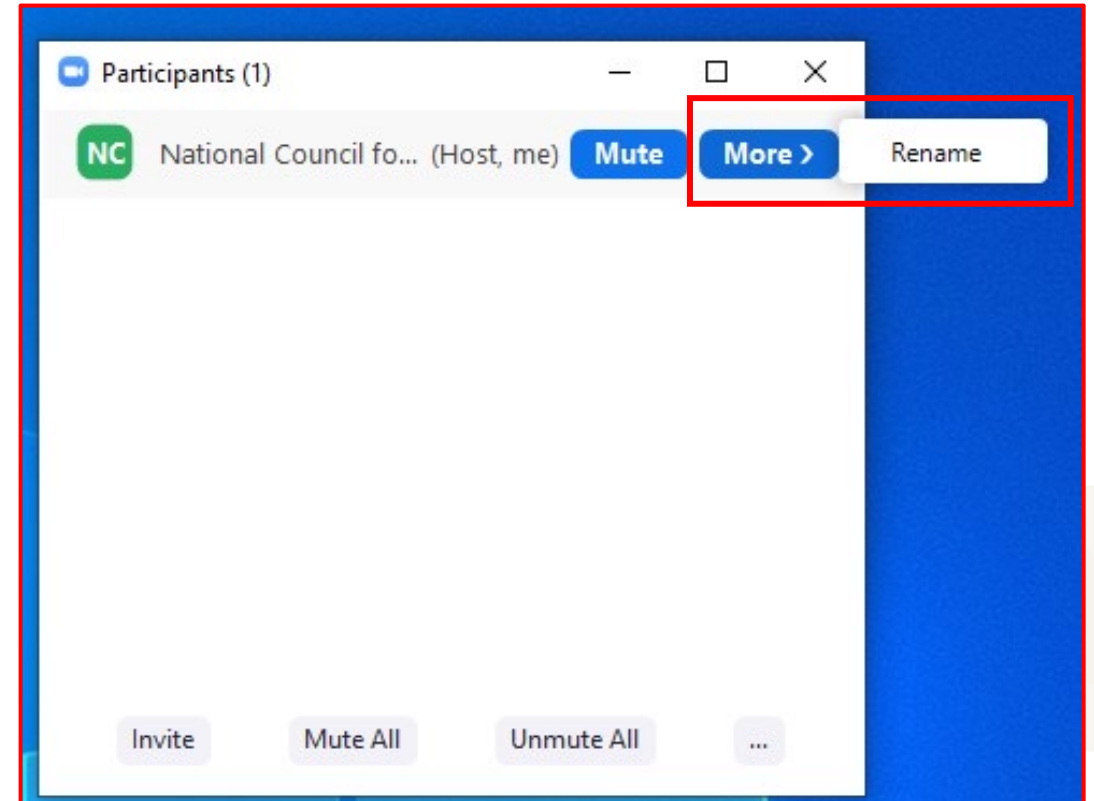 Participants (1)
NC National Council fo... (Host, me) Mute More > Rename
Invite Mute All Unmute All ...